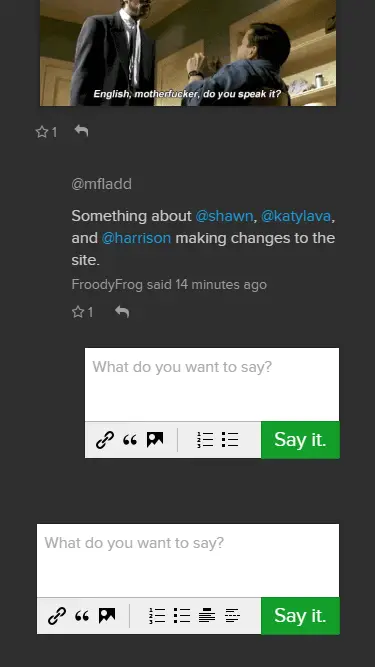 English, motherfucker, do you speak it?
1
@mfladd
Something about @shawn, @katylava,
and @harrison making changes to the
site.
FroodyFrog said 14 minutes ago
1
What do you want to say?
Say it.
What do you want to say?
Say it.